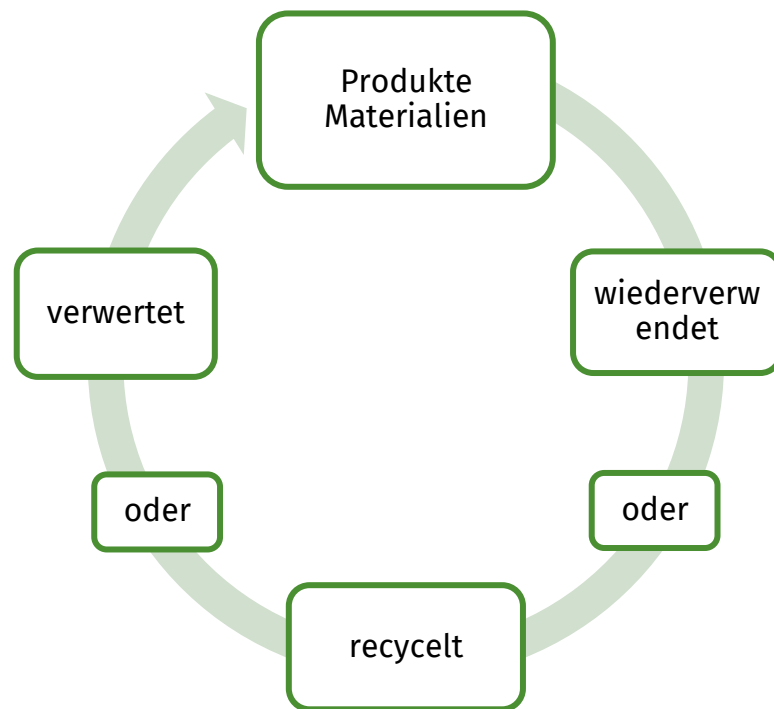 Produkte
Materialien
wiederverw
endet
oder
recycelt
oder
verwertet